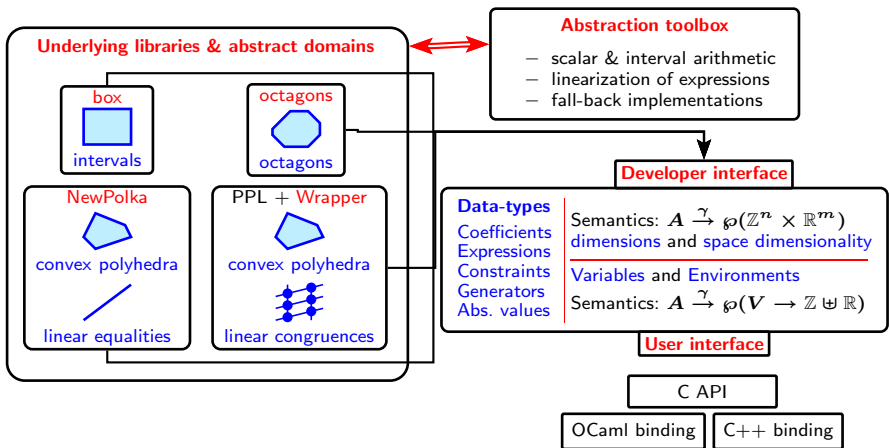 Underlying libraries & abstract domains
box
intervals
octagons
octagons
NewPolka
convex polyhedra
linear equalities
PPL + Wrapper
convex polyhedra
linear congruences
Abstraction toolbox
− scalar & interval arithmetic
− linearization of expressions
− fall-back implementations
Developer interface
Data-types
Coefficients
Expressions
Constraints
Generators
Abs. values
Semantics: A →^γ ℘(ℤ^n × ℝ^m)
dimensions and space dimensionality
Variables and Environments
Semantics: A →^γ ℘(V → ℤ ⊎ ℝ)
User interface
C API
OCaml binding
C++ binding